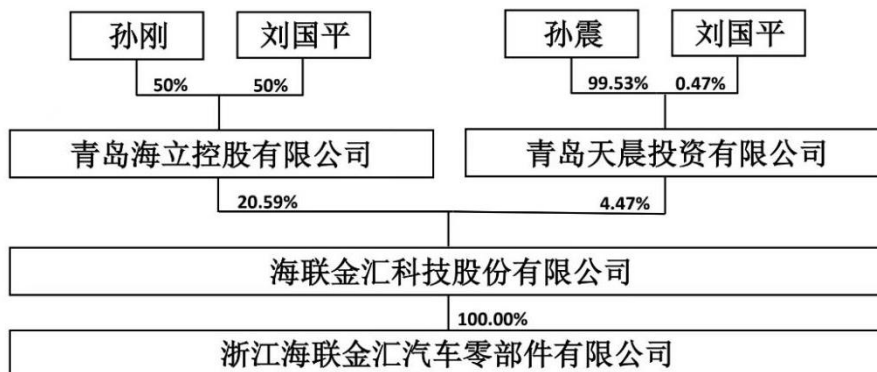 孙刚
刘国平
孙震
刘国平
50%
50%
99.53%
0.47%
青岛海立控股有限公司
青岛天晨投资有限公司
20.59%
4.47%
海联金汇科技股份有限公司
100.00%
浙江海联金汇汽车零部件有限公司